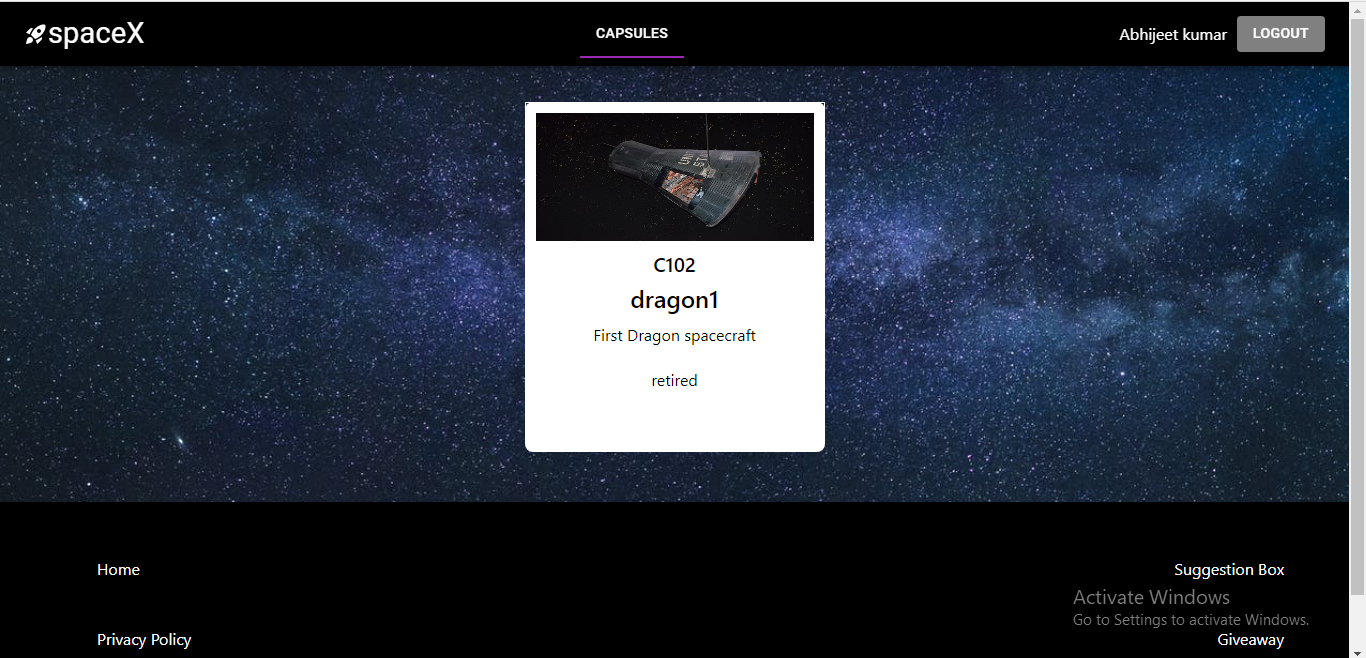 spaceX
CAPSULES
Abhijeet kumar
LOGOUT
C102
dragon1
First Dragon spacecraft
retired
Home
Suggestion Box
Activate Windows
Go to Settings to activate Windows.
Privacy Policy
Giveaway